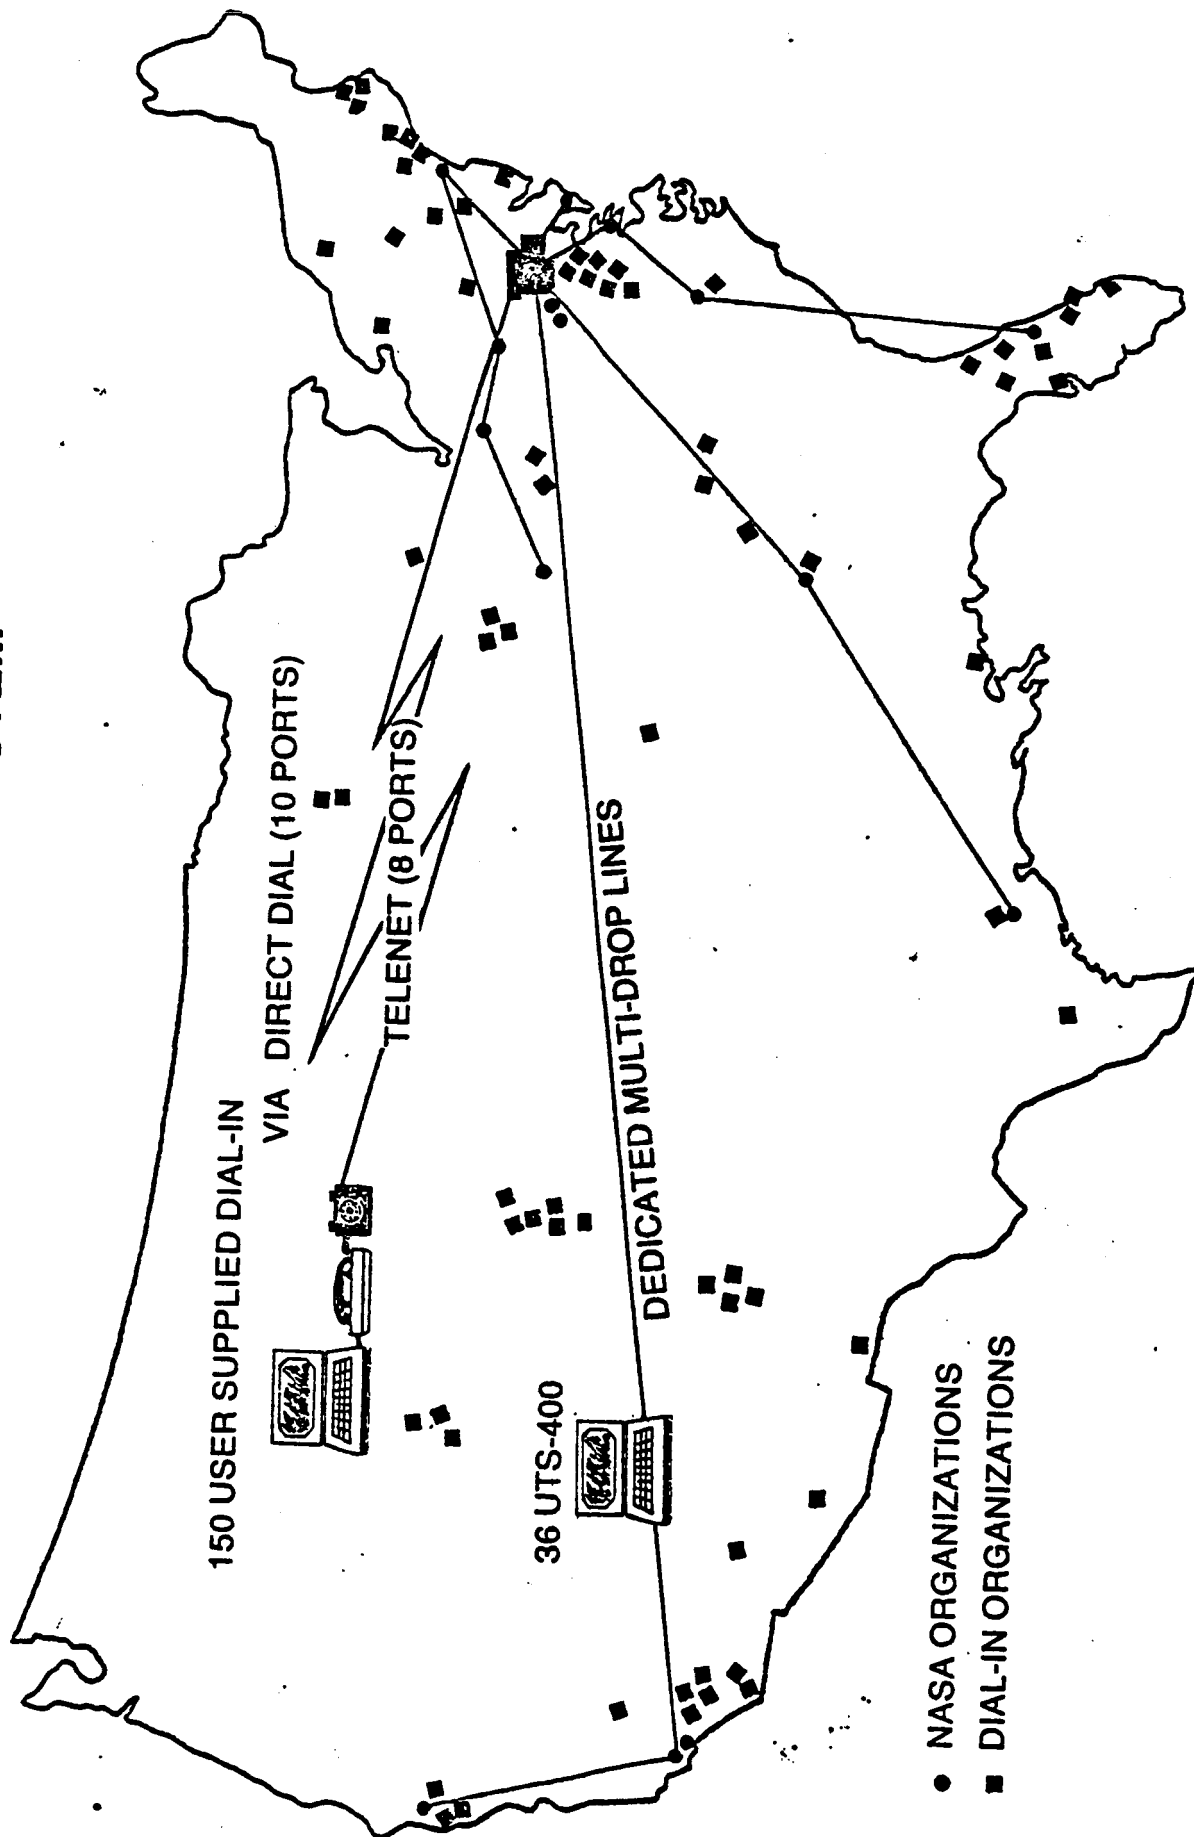 150 USER SUPPLIED DIAL-IN
VIA DIRECT DIAL (10 PORTS)
TELENET (8 PORTS)
36 UTS-400
DEDICATED MULTI-DROP LINES
● NASA ORGANIZATIONS
■ DIAL-IN ORGANIZATIONS